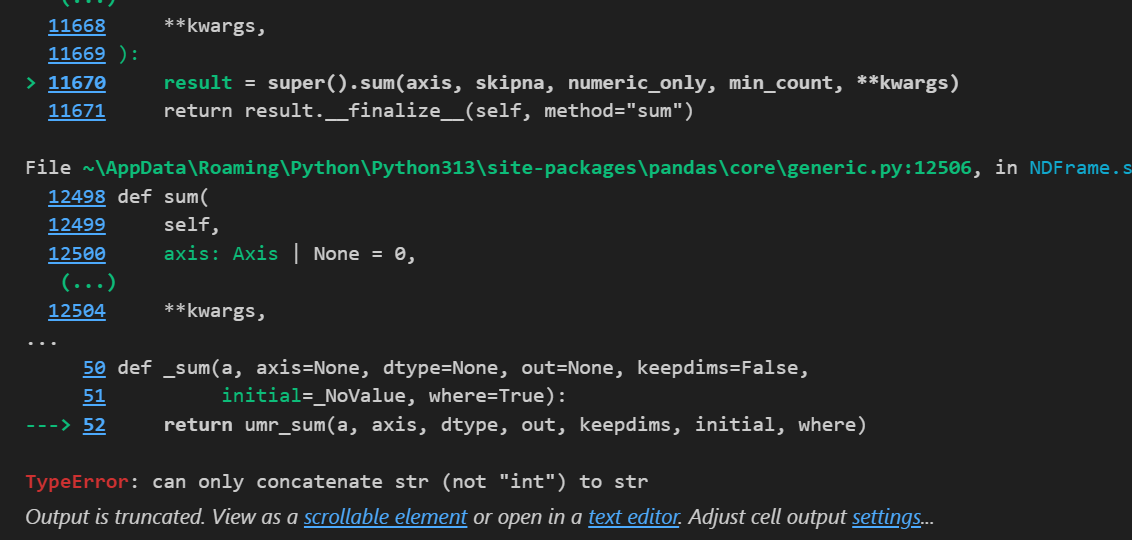 (...)
11668 **kwargs,
11669 ):
> 11670 result = super().sum(axis, skipna, numeric_only, min_count, **kwargs)
11671 return result.__finalize__(self, method="sum")
File ~\AppData\Roaming\Python\Python313\site-packages\pandas\core\generic.py:12506, in NDFrame.s
12498 def sum(
12499 self,
12500 axis: Axis | None = 0,
(...)
12504 **kwargs,
...
50 def _sum(a, axis=None, dtype=None, out=None, keepdims=False,
51 initial=_NoValue, where=True):
---> 52 return umr_sum(a, axis, dtype, out, keepdims, initial, where)
TypeError: can only concatenate str (not "int") to str
Output is truncated. View as a scrollable element or open in a text editor. Adjust cell output settings...